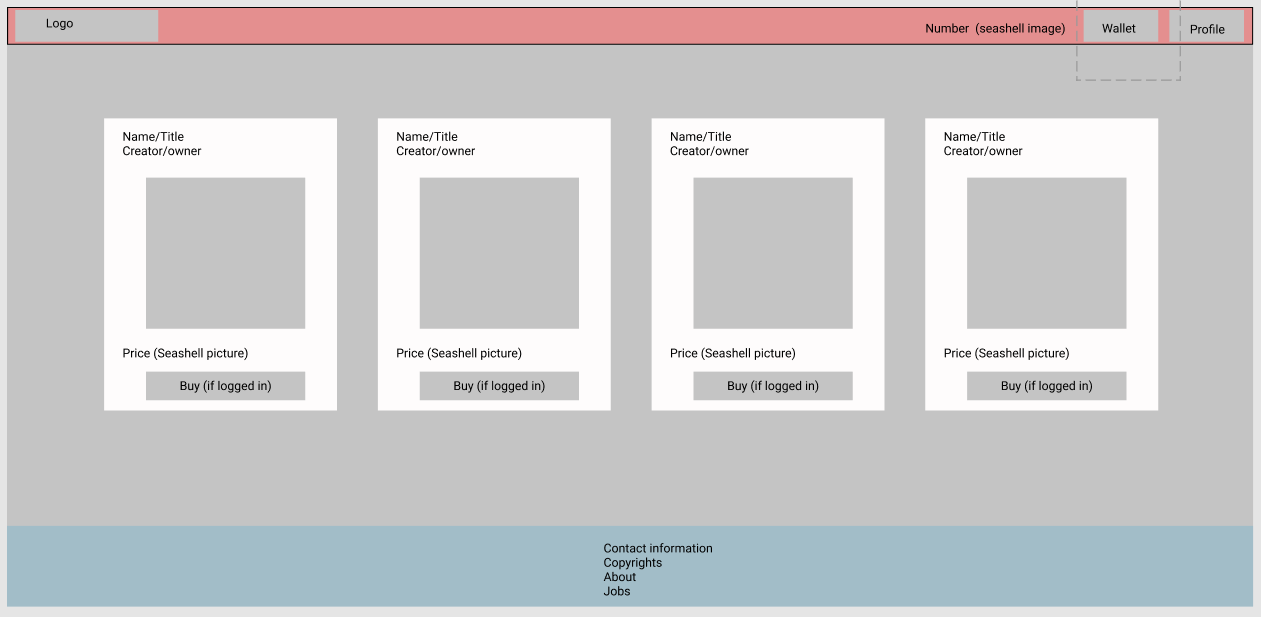 Logo
Number (seashell image)
Wallet
Profile
Name/Title
Creator/owner
Price (Seashell picture)
Buy (if logged in)
Name/Title
Creator/owner
Price (Seashell picture)
Buy (if logged in)
Name/Title
Creator/owner
Price (Seashell picture)
Buy (if logged in)
Name/Title
Creator/owner
Price (Seashell picture)
Buy (if logged in)
Contact information
Copyrights
About
Jobs